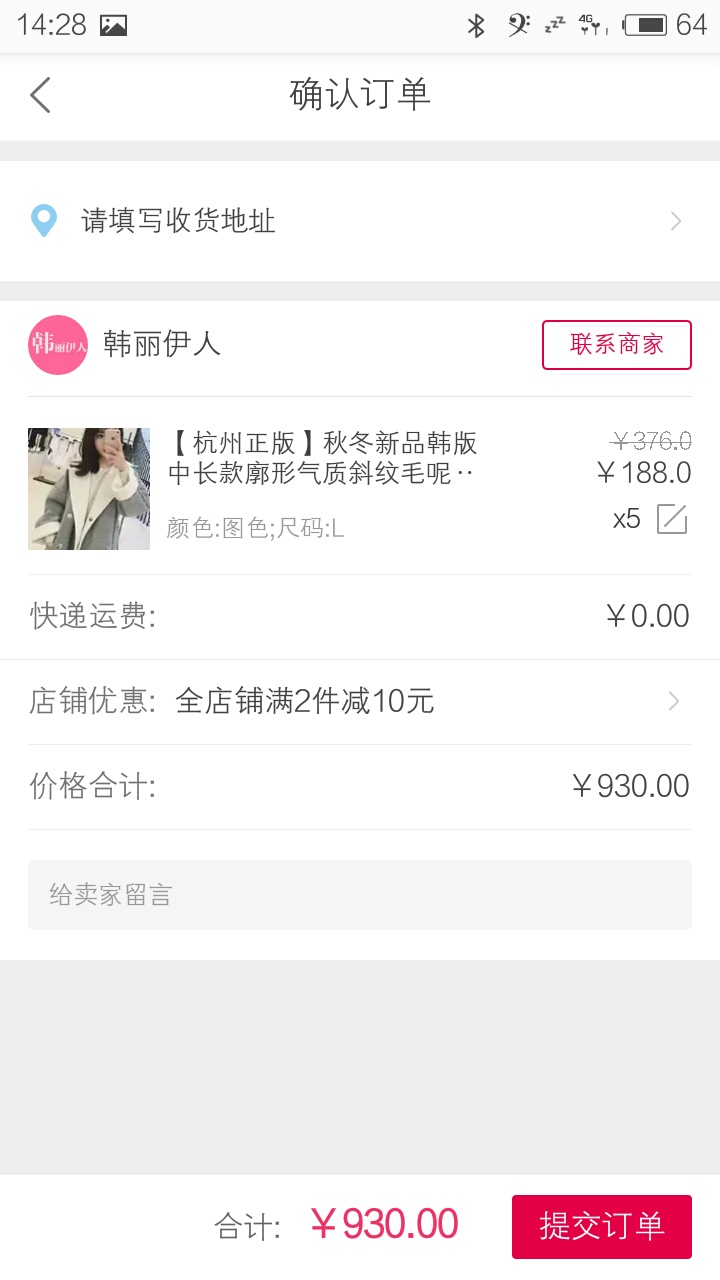 14:28
4G
64
确认订单
请填写收货地址
韩丽伊人
韩丽伊人
联系商家
【杭州正版】秋冬新品韩版
中长款廓形气质斜纹毛呢··
￥376.0
￥188.0
颜色:图色;尺码:L
x5
快递运费:
￥0.00
店铺优惠: 全店铺满2件减10元
价格合计:
￥930.00
给卖家留言
合计: ￥930.00
提交订单